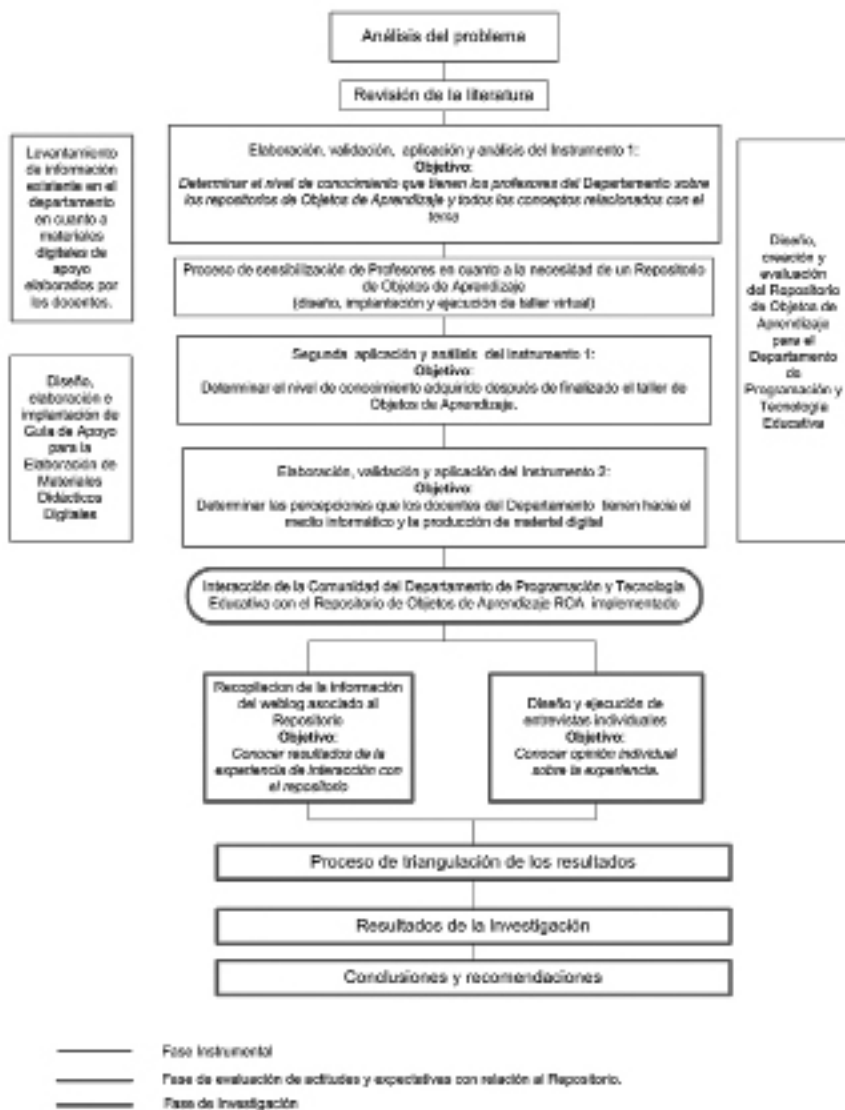 Análisis del problema
Revisión de la literatura
Levantamiento
de información
existente en el
departamento
en cuanto a
materiales
digitales de
apoyo
elaborados por
los docentes.
Elaboración, validación, aplicación y análisis del Instrumento 1:
Objetivo:
Determinar el nivel de conocimiento que tienen los profesores del Departamento sobre
los repositorios de Objetos de Aprendizaje y todos los conceptos relacionados con el
tema
Proceso de sensibilización de Profesores en cuanto a la necesidad de un Repositorio
de Objetos de Aprendizaje
(diseño, implantación y ejecución de taller virtual)
Diseño,
creación y
evaluación
del Repositorio
de Objetos de
Aprendizaje
para el
Departamento
de
Programación y
Tecnología
Educativa
Diseño,
elaboración e
implantación de
Guía de Apoyo
para la
Elaboración de
Materiales
Didácticos
Digitales
Segunda aplicación y análisis del Instrumento 1:
Objetivo:
Determinar el nivel de conocimiento adquirido después de finalizado el taller de
Objetos de Aprendizaje.
Elaboración, validación y aplicación del Instrumento 2:
Objetivo:
Determinar las percepciones que los docentes del Departamento tienen hacia el
medio informático y la producción de material digital
Interacción de la Comunidad del Departamento de Programación y Tecnología
Educativa con el Repositorio de Objetos de Aprendizaje ROA implementado
Recopilacion de la Información
del weblog asociado al
Repositorio
Objetivo:
Conocer resultados de la
experiencia de Interacción con
el repositorio
Diseño y ejecución de
entrevistas individuales
Objetivo:
Conocer opinión individual
sobre la experiencia.
Proceso de triangulación de los resultados
Resultados de la Investigación
Conclusiones y recomendaciones
Fase Instrumental
Fase de evaluación de actitudes y expectativas con relación al Repositorio.
Fase de Investigación